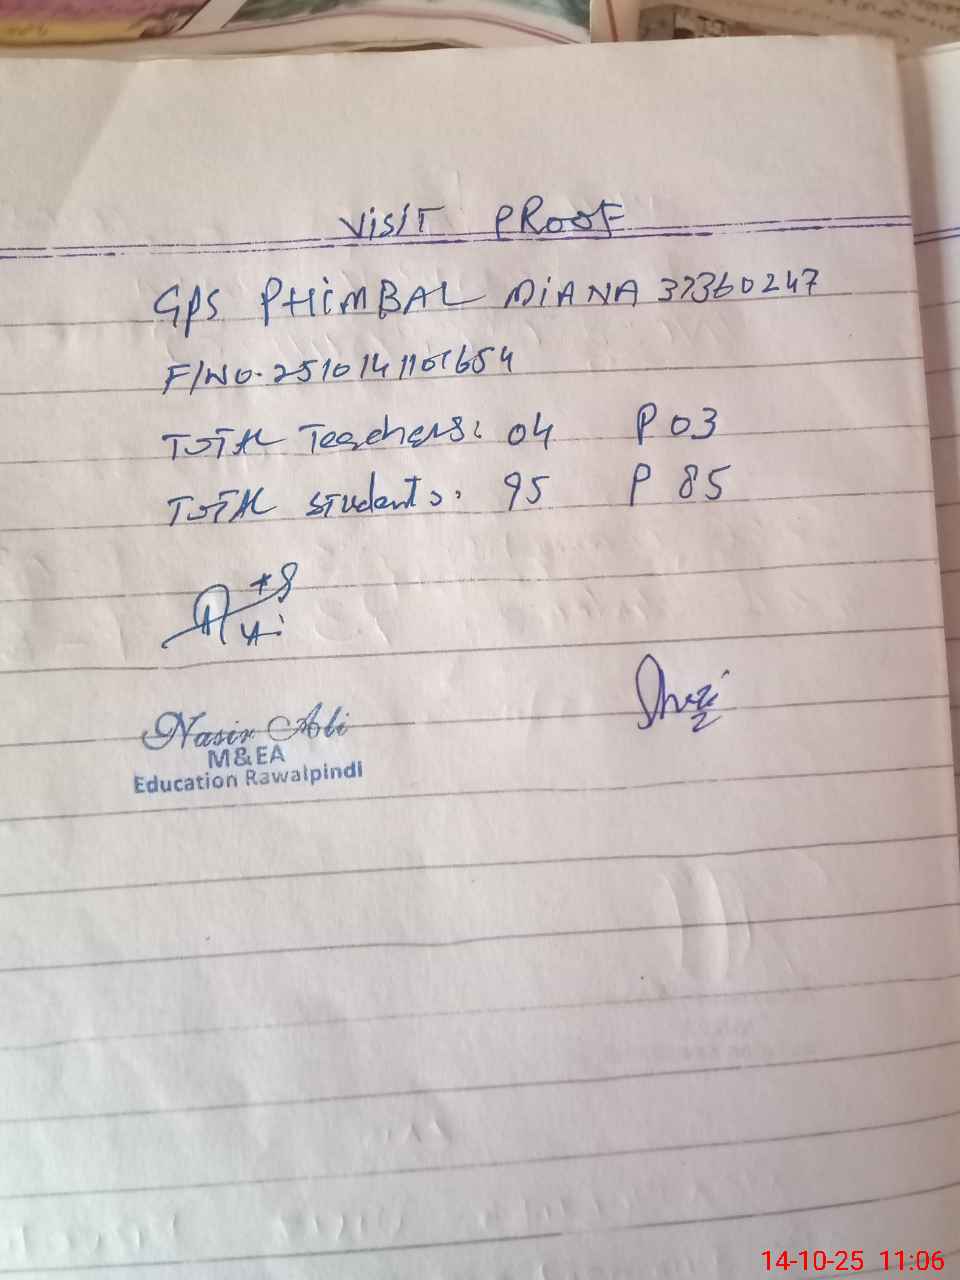 VISIT PROOF
GPS PHIMBAL MIANA 37360247
F/NO. 2510141101654
TOTAL Teachers: 04 P 03
TOTAL Students: 95 P 85
Nasir Ali
M&EA
Education Rawalpindi
14-10-25 11:06